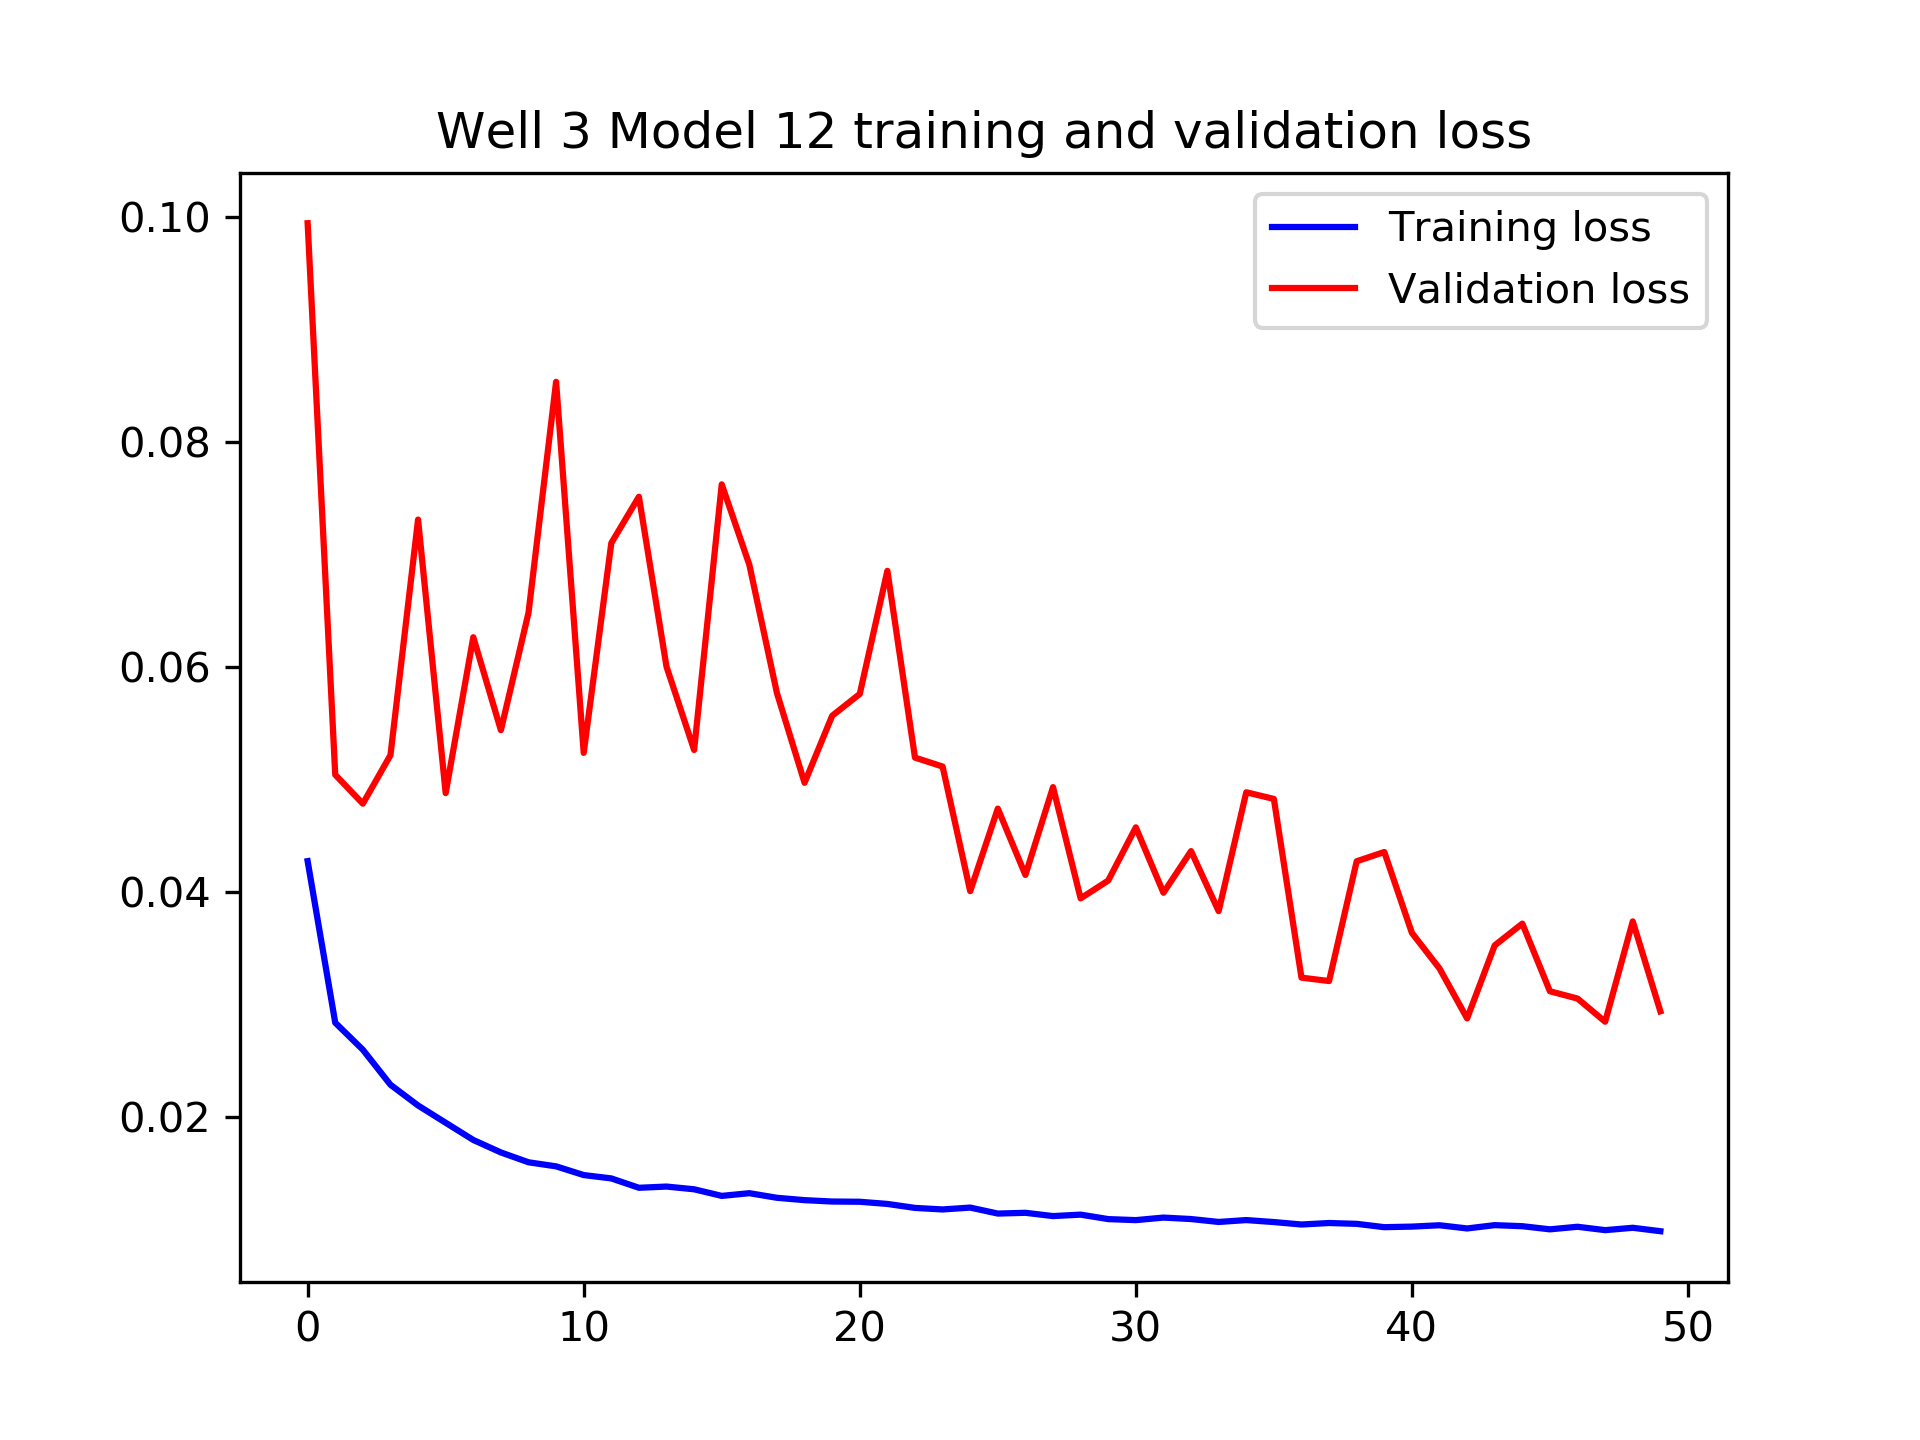 Well 3 Model 12 training and validation loss
Training loss
Validation loss
0.10
0.08
0.06
0.04
0.02
0 10 20 30 40 50